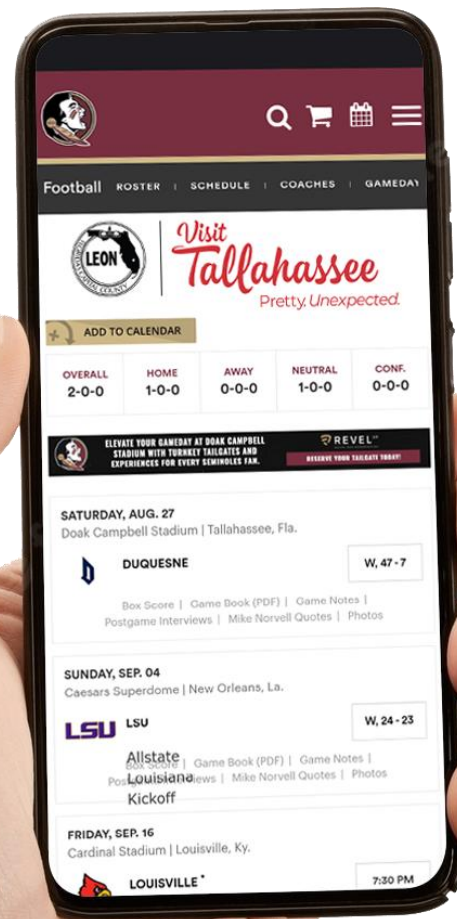 Football ROSTER | SCHEDULE | COACHES | GAMEDAY
LEON
Visit
Tallahassee
Pretty. Unexpected.
ADD TO CALENDAR
OVERALL HOME AWAY NEUTRAL CONF.
2-0-0 1-0-0 0-0-0 1-0-0 0-0-0
ELEVATE YOUR GAMEDAY AT DOAK CAMPBELL
STADIUM WITH TURNKEY TAILGATES AND
EXPERIENCES FOR EVERY SEMINOLES FAN.
REVEL
RESERVE YOUR TAILGATE TODAY!
SATURDAY, AUG. 27
Doak Campbell Stadium | Tallahassee, Fla.
DUQUESNE W, 47-7
Box Score | Game Book (PDF) | Game Notes |
Postgame Interviews | Mike Norvell Quotes | Photos
SUNDAY, SEP. 04
Caesars Superdome | New Orleans, La.
LSU LSU W, 24-23
Allstate
Louisiana
Kickoff
Box Score | Game Book (PDF) | Game Notes |
Mike Norvell Quotes | Photos
FRIDAY, SEP. 16
Cardinal Stadium | Louisville, Ky.
LOUISVILLE * 7:30 PM